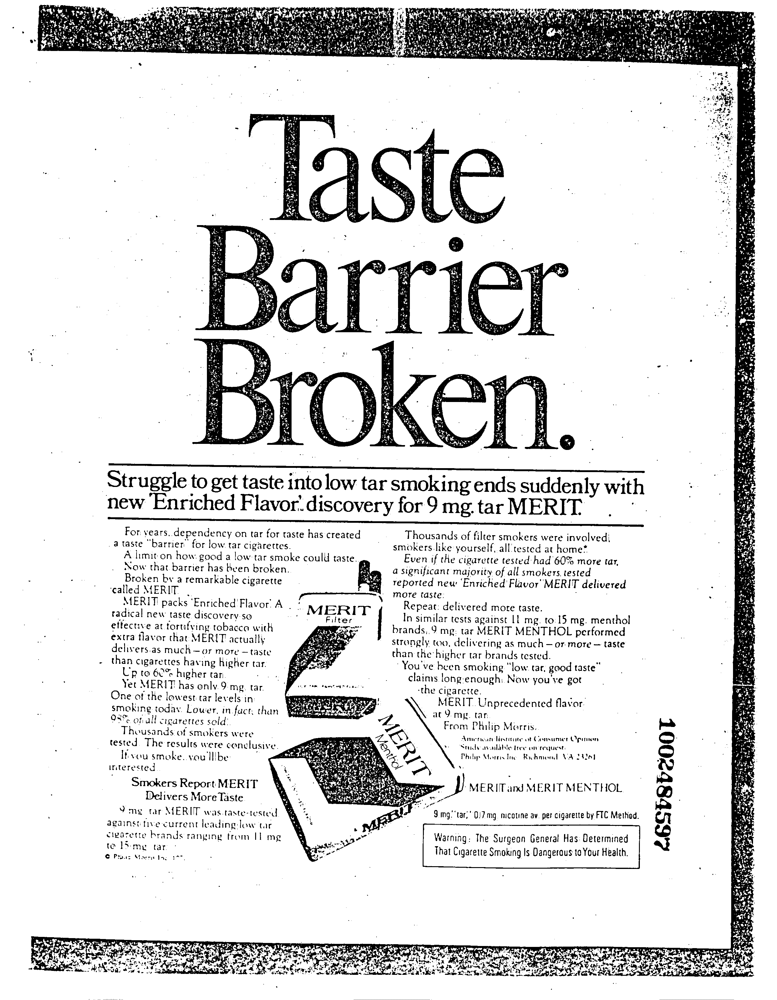 Taste
Barrier
Broken.
Struggle to get taste into low tar smoking ends suddenly with
new 'Enriched Flavor'. discovery for 9 mg. tar MERIT.
For years, dependency on tar for taste has created
a taste "barrier" for low tar cigarettes.
A limit on how good a low tar smoke could taste.
Now that barrier has been broken.
Broken by a remarkable cigarette
called MERIT.
MERIT packs 'Enriched Flavor.' A
radical new taste discovery so
effective at fortifying tobacco with
extra flavor that MERIT actually
delivers as much — or more — taste
than cigarettes having higher tar.
Up to 60% higher tar.
Yet MERIT has only 9 mg. tar.
One of the lowest tar levels in
smoking today. Lower, in fact, than
98% of all cigarettes sold.
Thousands of smokers were
tested. The results were conclusive.
If you smoke, you'll be
interested.
Smokers Report MERIT
Delivers More Taste
9 mg. tar MERIT was taste-tested
against five current leading low tar
cigarette brands ranging from 11 mg.
to 15 mg. tar.
© Philip Morris Inc.
MERIT
Filter
MERIT
Menthol
MERIT
Thousands of filter smokers were involved,
smokers like yourself, all tested at home.*
Even if the cigarette tested had 60% more tar,
a significant majority of all smokers tested
reported new 'Enriched Flavor' MERIT delivered
more taste.
Repeat: delivered more taste.
In similar tests against 11 mg. to 15 mg. menthol
brands, 9 mg. tar MERIT MENTHOL performed
strongly too, delivering as much — or more — taste
than the higher tar brands tested.
You've been smoking "low tar, good taste"
claims long enough. Now you've got
the cigarette.
MERIT. Unprecedented flavor
at 9 mg. tar.
From Philip Morris.
American Institute of Consumer Opinion.
Study available free on request.
Philip Morris Inc. Richmond, VA 23261
MERIT and MERIT MENTHOL
9 mg. "tar," 0.7 mg. nicotine av. per cigarette by FTC Method.
Warning: The Surgeon General Has Determined
That Cigarette Smoking Is Dangerous to Your Health.
1002484597